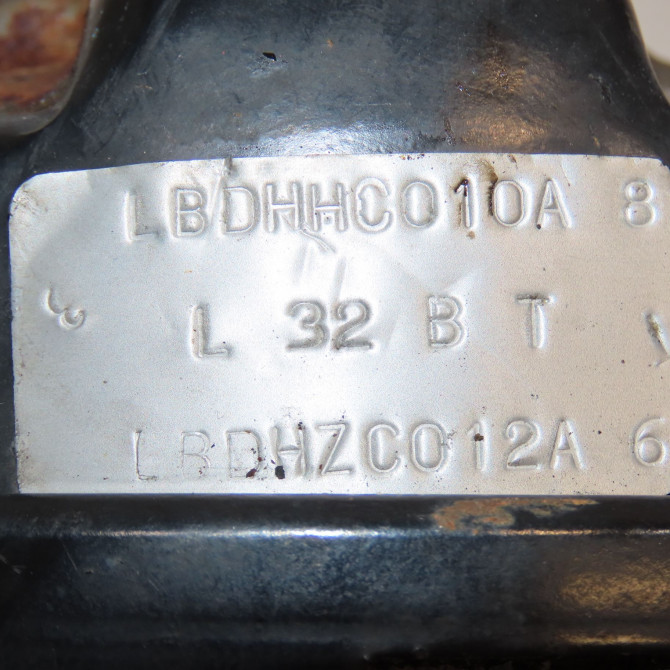 LBDHHC010A 8
L 32 B T
LBDHZC012A 6